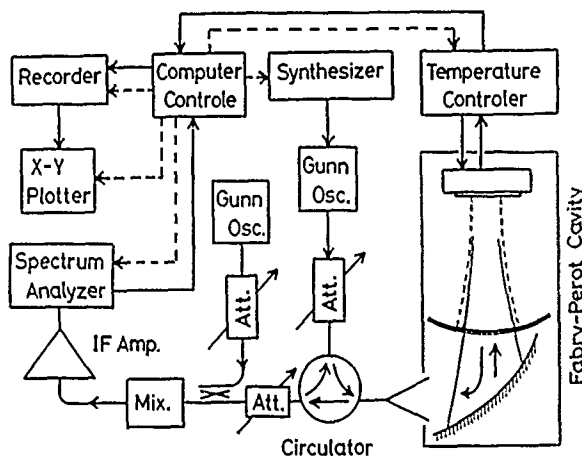 Recorder
Computer
Controle
Synthesizer
Temperature
Controler
X-Y
Plotter
Gunn
Osc.
Gunn
Osc.
Spectrum
Analyzer
Att.
Att.
IF Amp.
Mix.
Att.
Circulator
Fabry-Perot Cavity